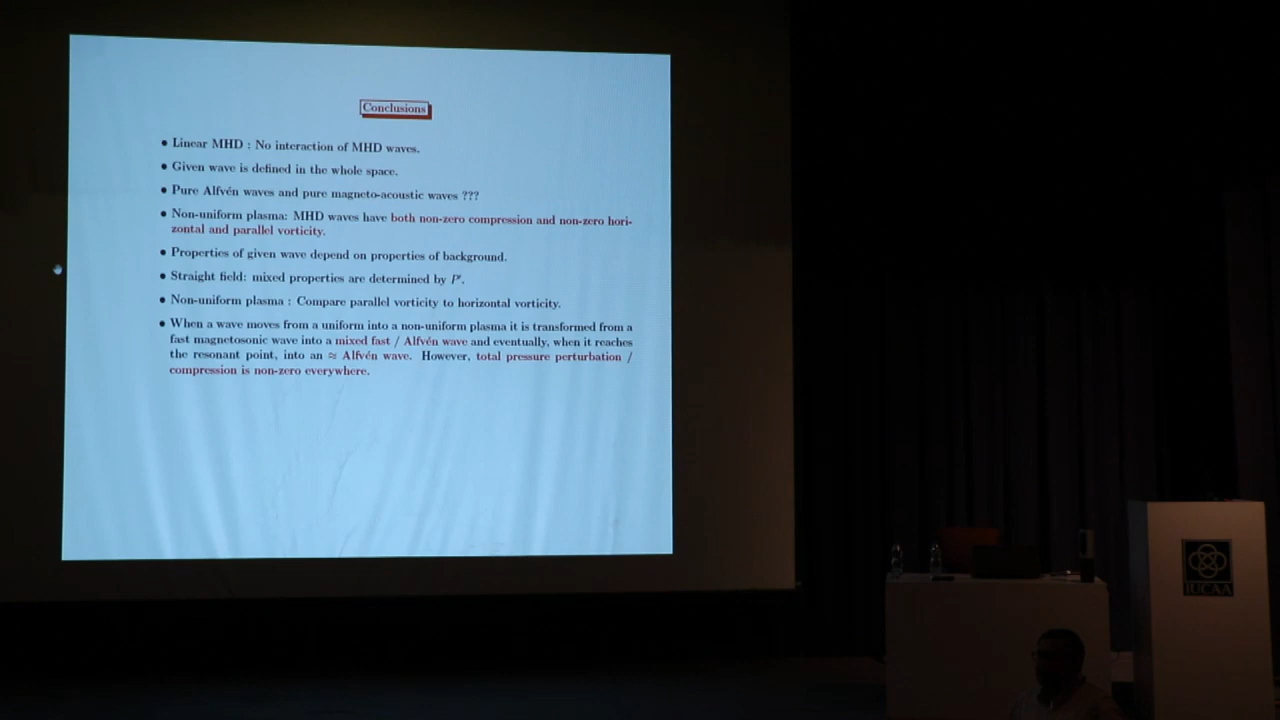 Conclusions
• Linear MHD : No interaction of MHD waves.
• Given wave is defined in the whole space.
• Pure Alfvén waves and pure magneto-acoustic waves ???
• Non-uniform plasma: MHD waves have both non-zero compression and non-zero hori-
zontal and parallel vorticity.
• Properties of given wave depend on properties of background.
• Straight field: mixed properties are determined by P'.
• Non-uniform plasma : Compare parallel vorticity to horizontal vorticity.
• When a wave moves from a uniform into a non-uniform plasma it is transformed from a
fast magnetosonic wave into a mixed fast / Alfvén wave and eventually, when it reaches
the resonant point, into an ≈ Alfvén wave. However, total pressure perturbation /
compression is non-zero everywhere.
IUCAA